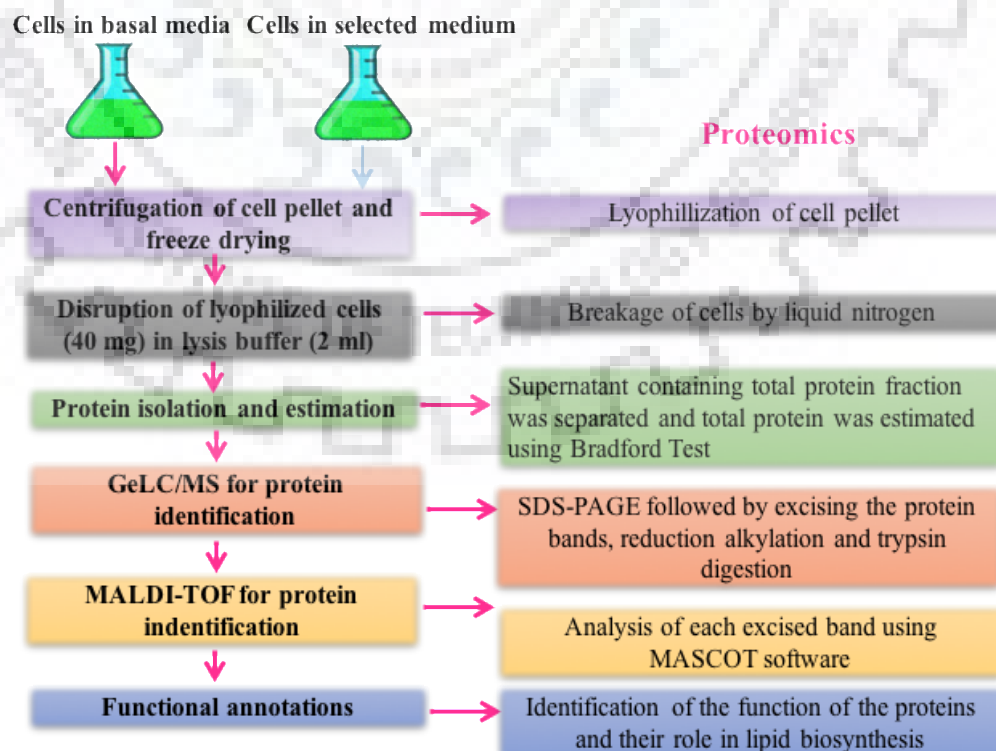 Cells in basal media
Cells in selected medium
Proteomics
Centrifugation of cell pellet and
freeze drying
Lyophillization of cell pellet
Disruption of lyophilized cells
(40 mg) in lysis buffer (2 ml)
Breakage of cells by liquid nitrogen
Protein isolation and estimation
Supernatant containing total protein fraction
was separated and total protein was estimated
using Bradford Test
GeLC/MS for protein
identification
SDS-PAGE followed by excising the protein
bands, reduction alkylation and trypsin
digestion
MALDI-TOF for protein
indentification
Analysis of each excised band using
MASCOT software
Functional annotations
Identification of the function of the proteins
and their role in lipid biosynthesis